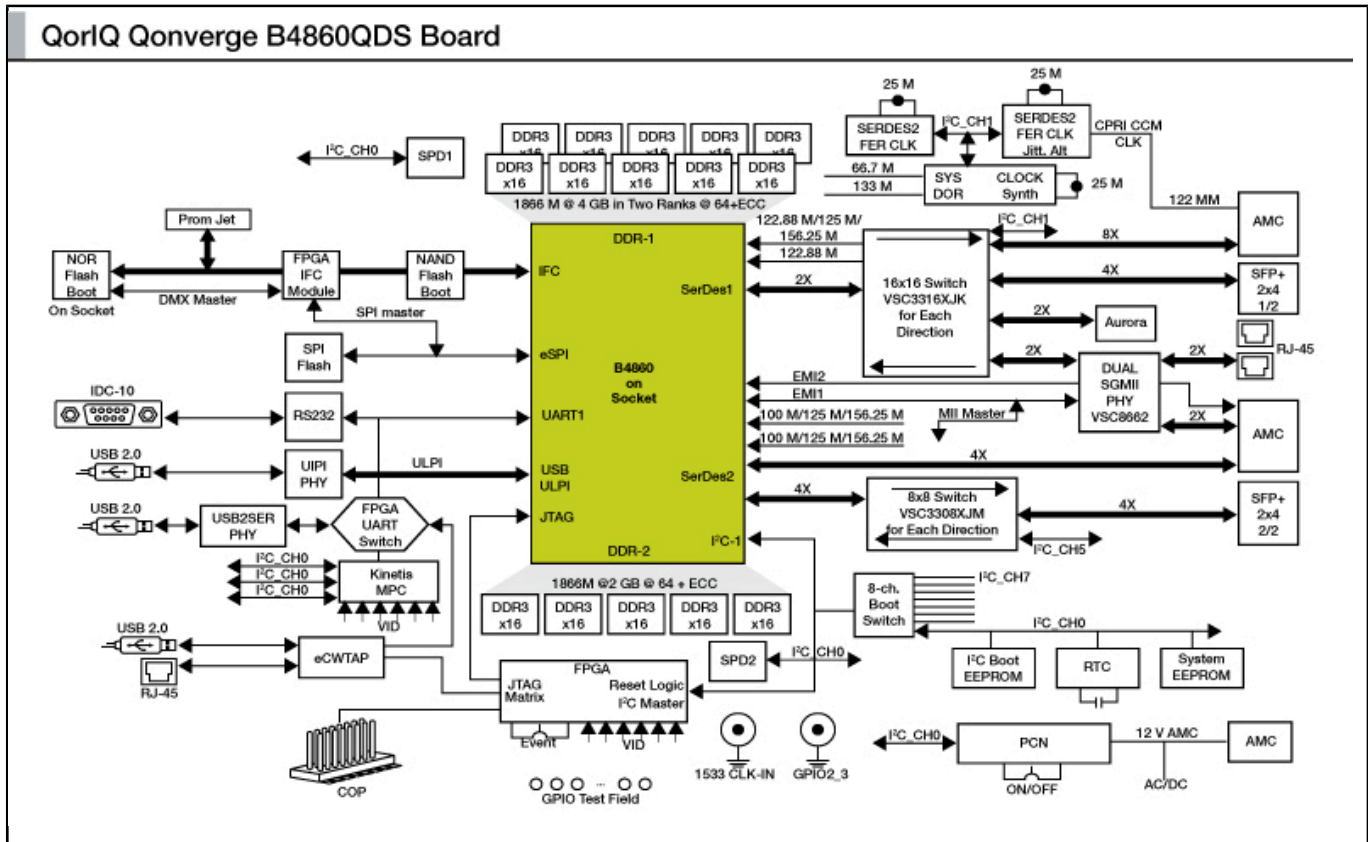 QorIQ Qonverge B4860QDS Board
25 M
25 M
I²C_CH1
SERDES2
FER CLK
SERDES2
FER CLK
Jitt. Alt
CPRI CCM
CLK
I²C_CH0
SPD1
DDR3
x16
DDR3
x16
DDR3
x16
DDR3
x16
DDR3
x16
DDR3
x16
DDR3
x16
DDR3
x16
DDR3
x16
DDR3
x16
1866 M @ 4 GB in Two Ranks @ 64+ECC
66.7 M
133 M
SYS
DOR
CLOCK
Synth
25 M
122 MM
AMC
Prom Jet
NOR
Flash
Boot
On Socket
DMX Master
FPGA
IFC
Module
NAND
Flash
Boot
SPI master
SPI
Flash
IDC-10
RS232
USB 2.0
UIPI
PHY
ULPI
USB 2.0
USB2SER
PHY
FPGA
UART
Switch
I²C_CH0
I²C_CH0
I²C_CH0
Kinetis
MPC
VID
USB 2.0
RJ-45
eCWTAP
DDR-1
IFC
SerDes1
eSPI
B4860
on
Socket
UART1
USB
ULPI
SerDes2
JTAG
I²C-1
DDR-2
122.88 M/125 M/
156.25 M
122.88 M
2X
I²C_CH1
16x16 Switch
VSC3316XJK
for Each
Direction
8X
4X
SFP+
2x4
1/2
2X
Aurora
2X
2X
RJ-45
DUAL
SGMII
PHY
VSC8662
EMI2
EMI1
MII Master
100 M/125 M/156.25 M
100 M/125 M/156.25 M
2X
AMC
4X
4X
8x8 Switch
VSC3308XJM
for Each Direction
4X
SFP+
2x4
2/2
I²C_CH5
1866M @2 GB @ 64 + ECC
DDR3
x16
DDR3
x16
DDR3
x16
DDR3
x16
DDR3
x16
8-ch.
Boot
Switch
I²C_CH7
I²C_CH0
I²C Boot
EEPROM
RTC
System
EEPROM
SPD2
I²C_CH0
FPGA
JTAG
Matrix
Reset Logic
I²C Master
Event
VID
COP
GPIO Test Field
1533 CLK-IN
GPIO2_3
I²C_CH0
PCN
ON/OFF
12 V AMC
AC/DC
AMC